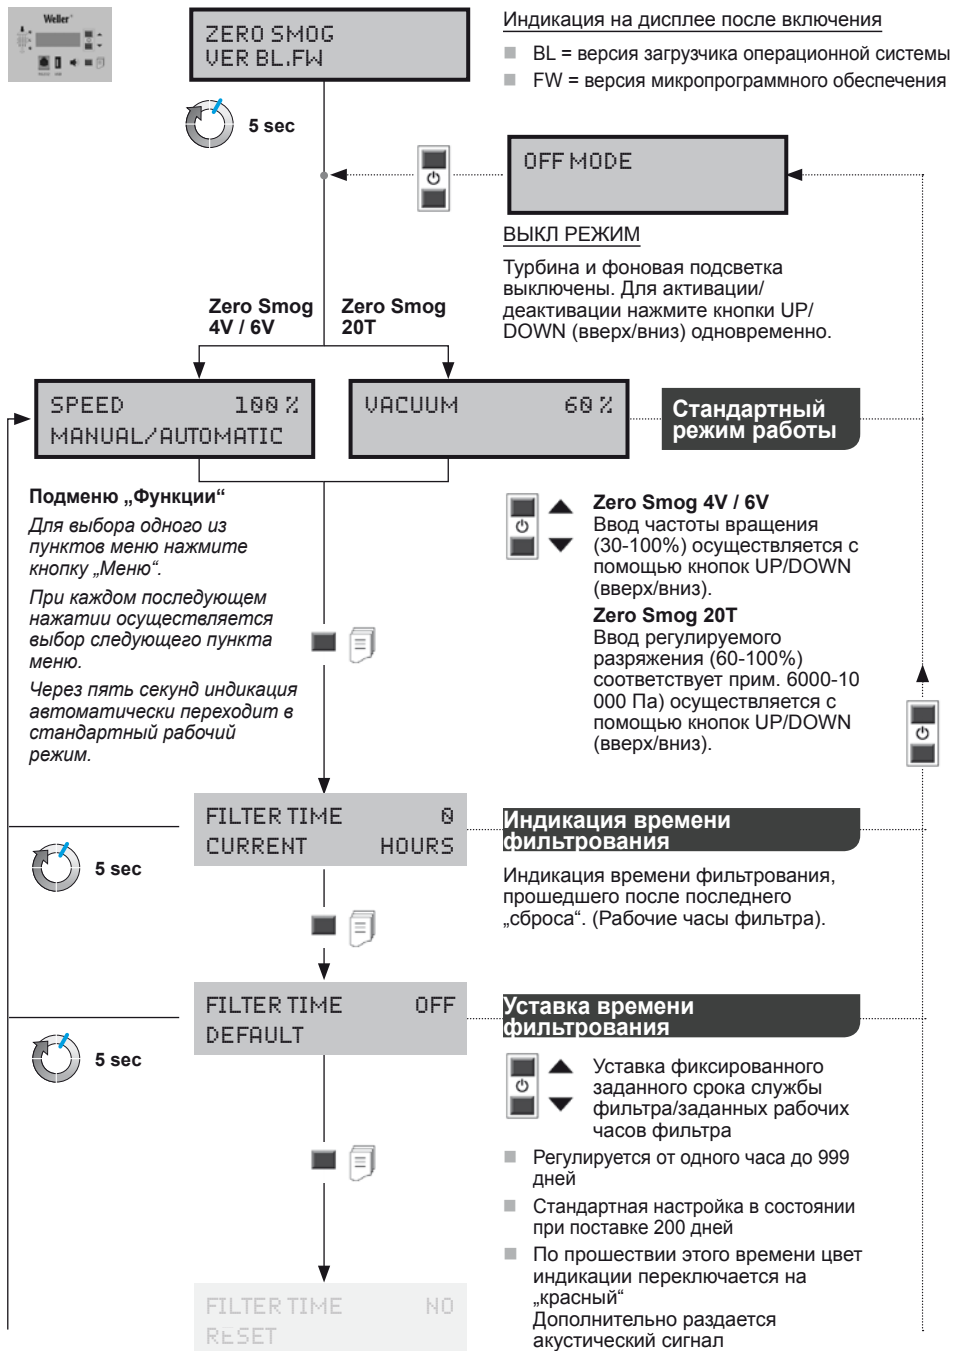 Weller
ZERO SMOG
VER BL.FW
Индикация на дисплее после включения
BL = версия загрузчика операционной системы
FW = версия микропрограммного обеспечения
5 sec
OFF MODE
ВЫКЛ РЕЖИМ
Турбина и фоновая подсветка
выключены. Для активации/
деактивации нажмите кнопки UP/
DOWN (вверх/вниз) одновременно.
Zero Smog
4V / 6V
Zero Smog
20T
SPEED 100 %
MANUAL/AUTOMATIC
VACUUM 60 %
Стандартный
режим работы
Подменю „Функции“
Для выбора одного из
пунктов меню нажмите
кнопку „Меню“.
При каждом последующем
нажатии осуществляется
выбор следующего пункта
меню.
Через пять секунд индикация
автоматически переходит в
стандартный рабочий
режим.
Zero Smog 4V / 6V
Ввод частоты вращения
(30-100%) осуществляется с
помощью кнопок UP/DOWN
(вверх/вниз).
Zero Smog 20T
Ввод регулируемого
разряжения (60-100%)
соответствует прим. 6000-10
000 Па) осуществляется с
помощью кнопок UP/DOWN
(вверх/вниз).
FILTER TIME 0
CURRENT HOURS
Индикация времени
фильтрования
5 sec
Индикация времени фильтрования,
прошедшего после последнего
„сброса“. (Рабочие часы фильтра).
FILTER TIME OFF
DEFAULT
Уставка времени
фильтрования
5 sec
Уставка фиксированного
заданного срока службы
фильтра/заданных рабочих
часов фильтра
Регулируется от одного часа до 999
дней
Стандартная настройка в состоянии
при поставке 200 дней
По прошествии этого времени цвет
индикации переключается на
„красный“
Дополнительно раздается
акустический сигнал
FILTER TIME NO
RESET